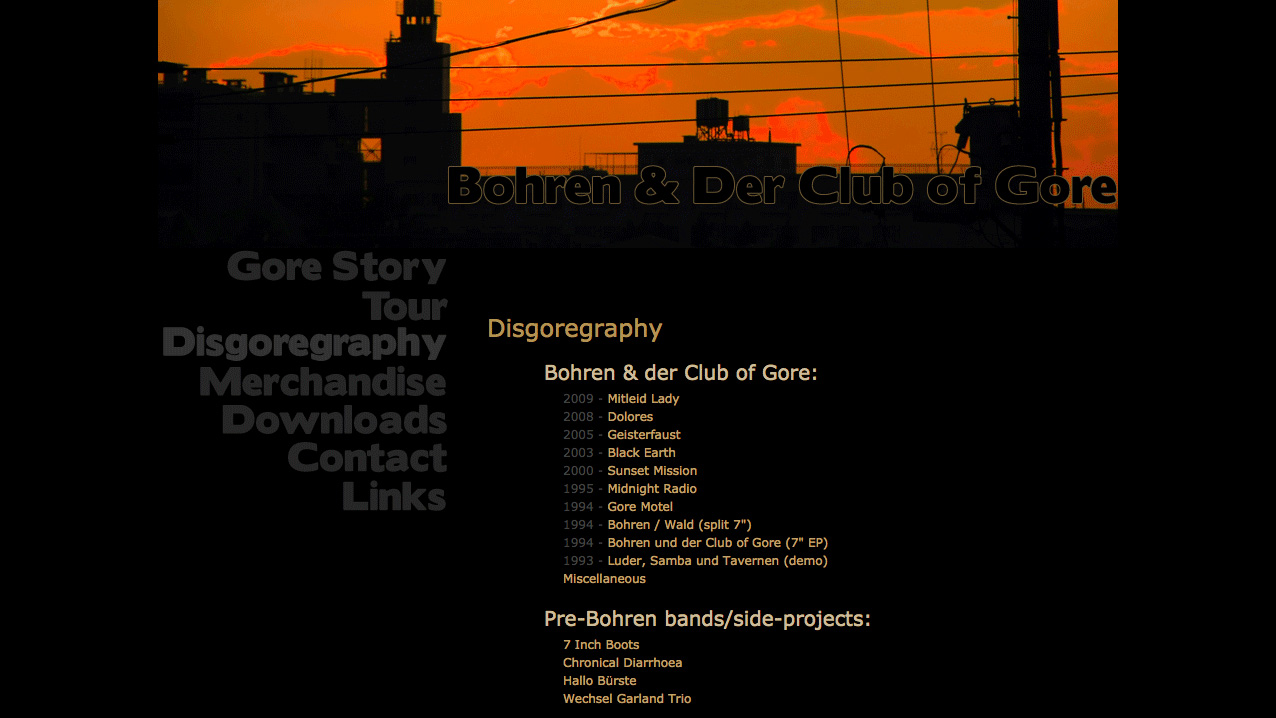 Bohren & Der Club of Gore
Gore Story
Tour
Disgoregraphy
Merchandise
Downloads
Contact
Links
Disgoregraphy
Bohren & der Club of Gore:
2009 - Mitleid Lady
2008 - Dolores
2005 - Geisterfaust
2003 - Black Earth
2000 - Sunset Mission
1995 - Midnight Radio
1994 - Gore Motel
1994 - Bohren / Wald (split 7")
1994 - Bohren und der Club of Gore (7" EP)
1993 - Luder, Samba und Tavernen (demo)
Miscellaneous
Pre-Bohren bands/side-projects:
7 Inch Boots
Chronical Diarrhoea
Hallo Bürste
Wechsel Garland Trio